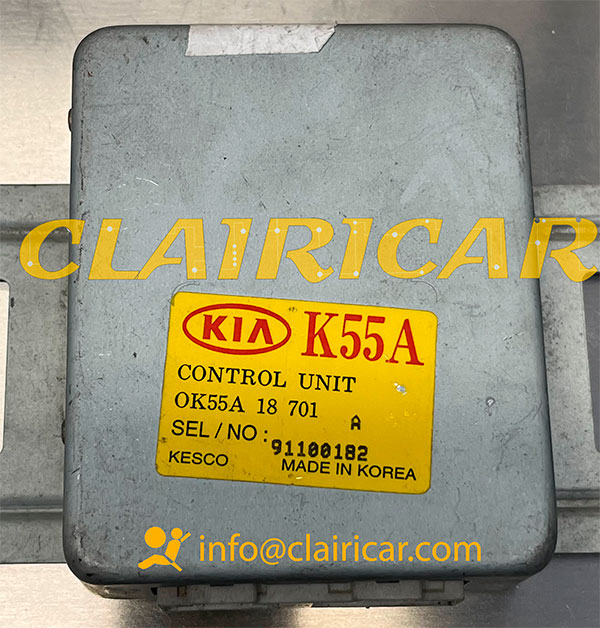 CLAIRICAR
KIA K55A
CONTROL UNIT
OK55A 18 701 A
SEL / NO : 91100182
KESCO MADE IN KOREA
info@clairicar.com